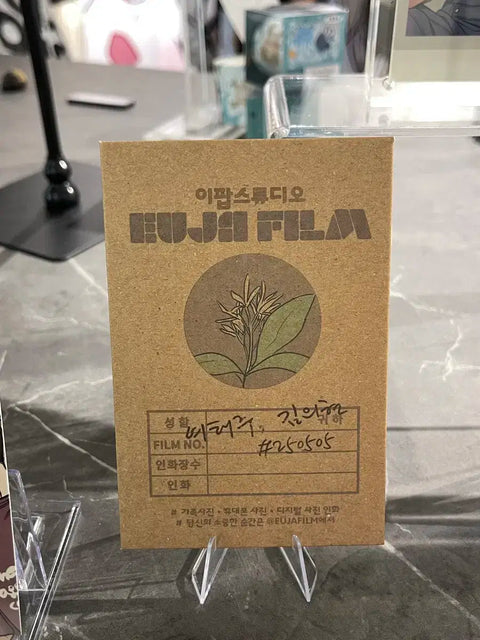 이팝스튜디오
EUJA FILM
성함 귀하
FILM NO. #250505
인화장수
인화
# 가족사진 · 휴대폰 사진 · 디지털 사진 인화
# 당신의 소중한 순간은 @EUJAFILM에서